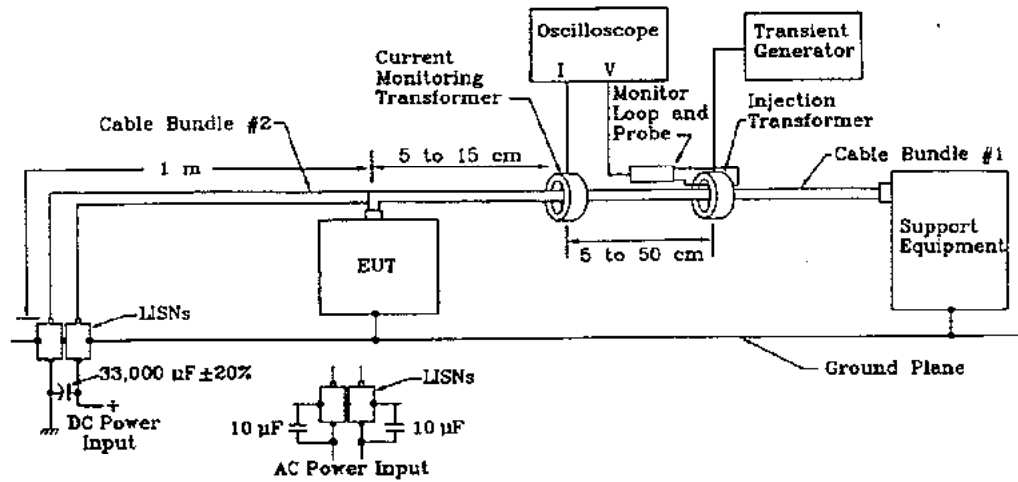 Oscilloscope
I V
Transient
Generator
Current
Monitoring
Transformer
Monitor
Loop and
Probe
Injection
Transformer
Cable Bundle #2
Cable Bundle #1
1 m
5 to 15 cm
5 to 50 cm
EUT
Support
Equipment
LISNs
33,000 µF ±20%
+
DC Power
Input
LISNs
10 µF
10 µF
AC Power Input
Ground Plane